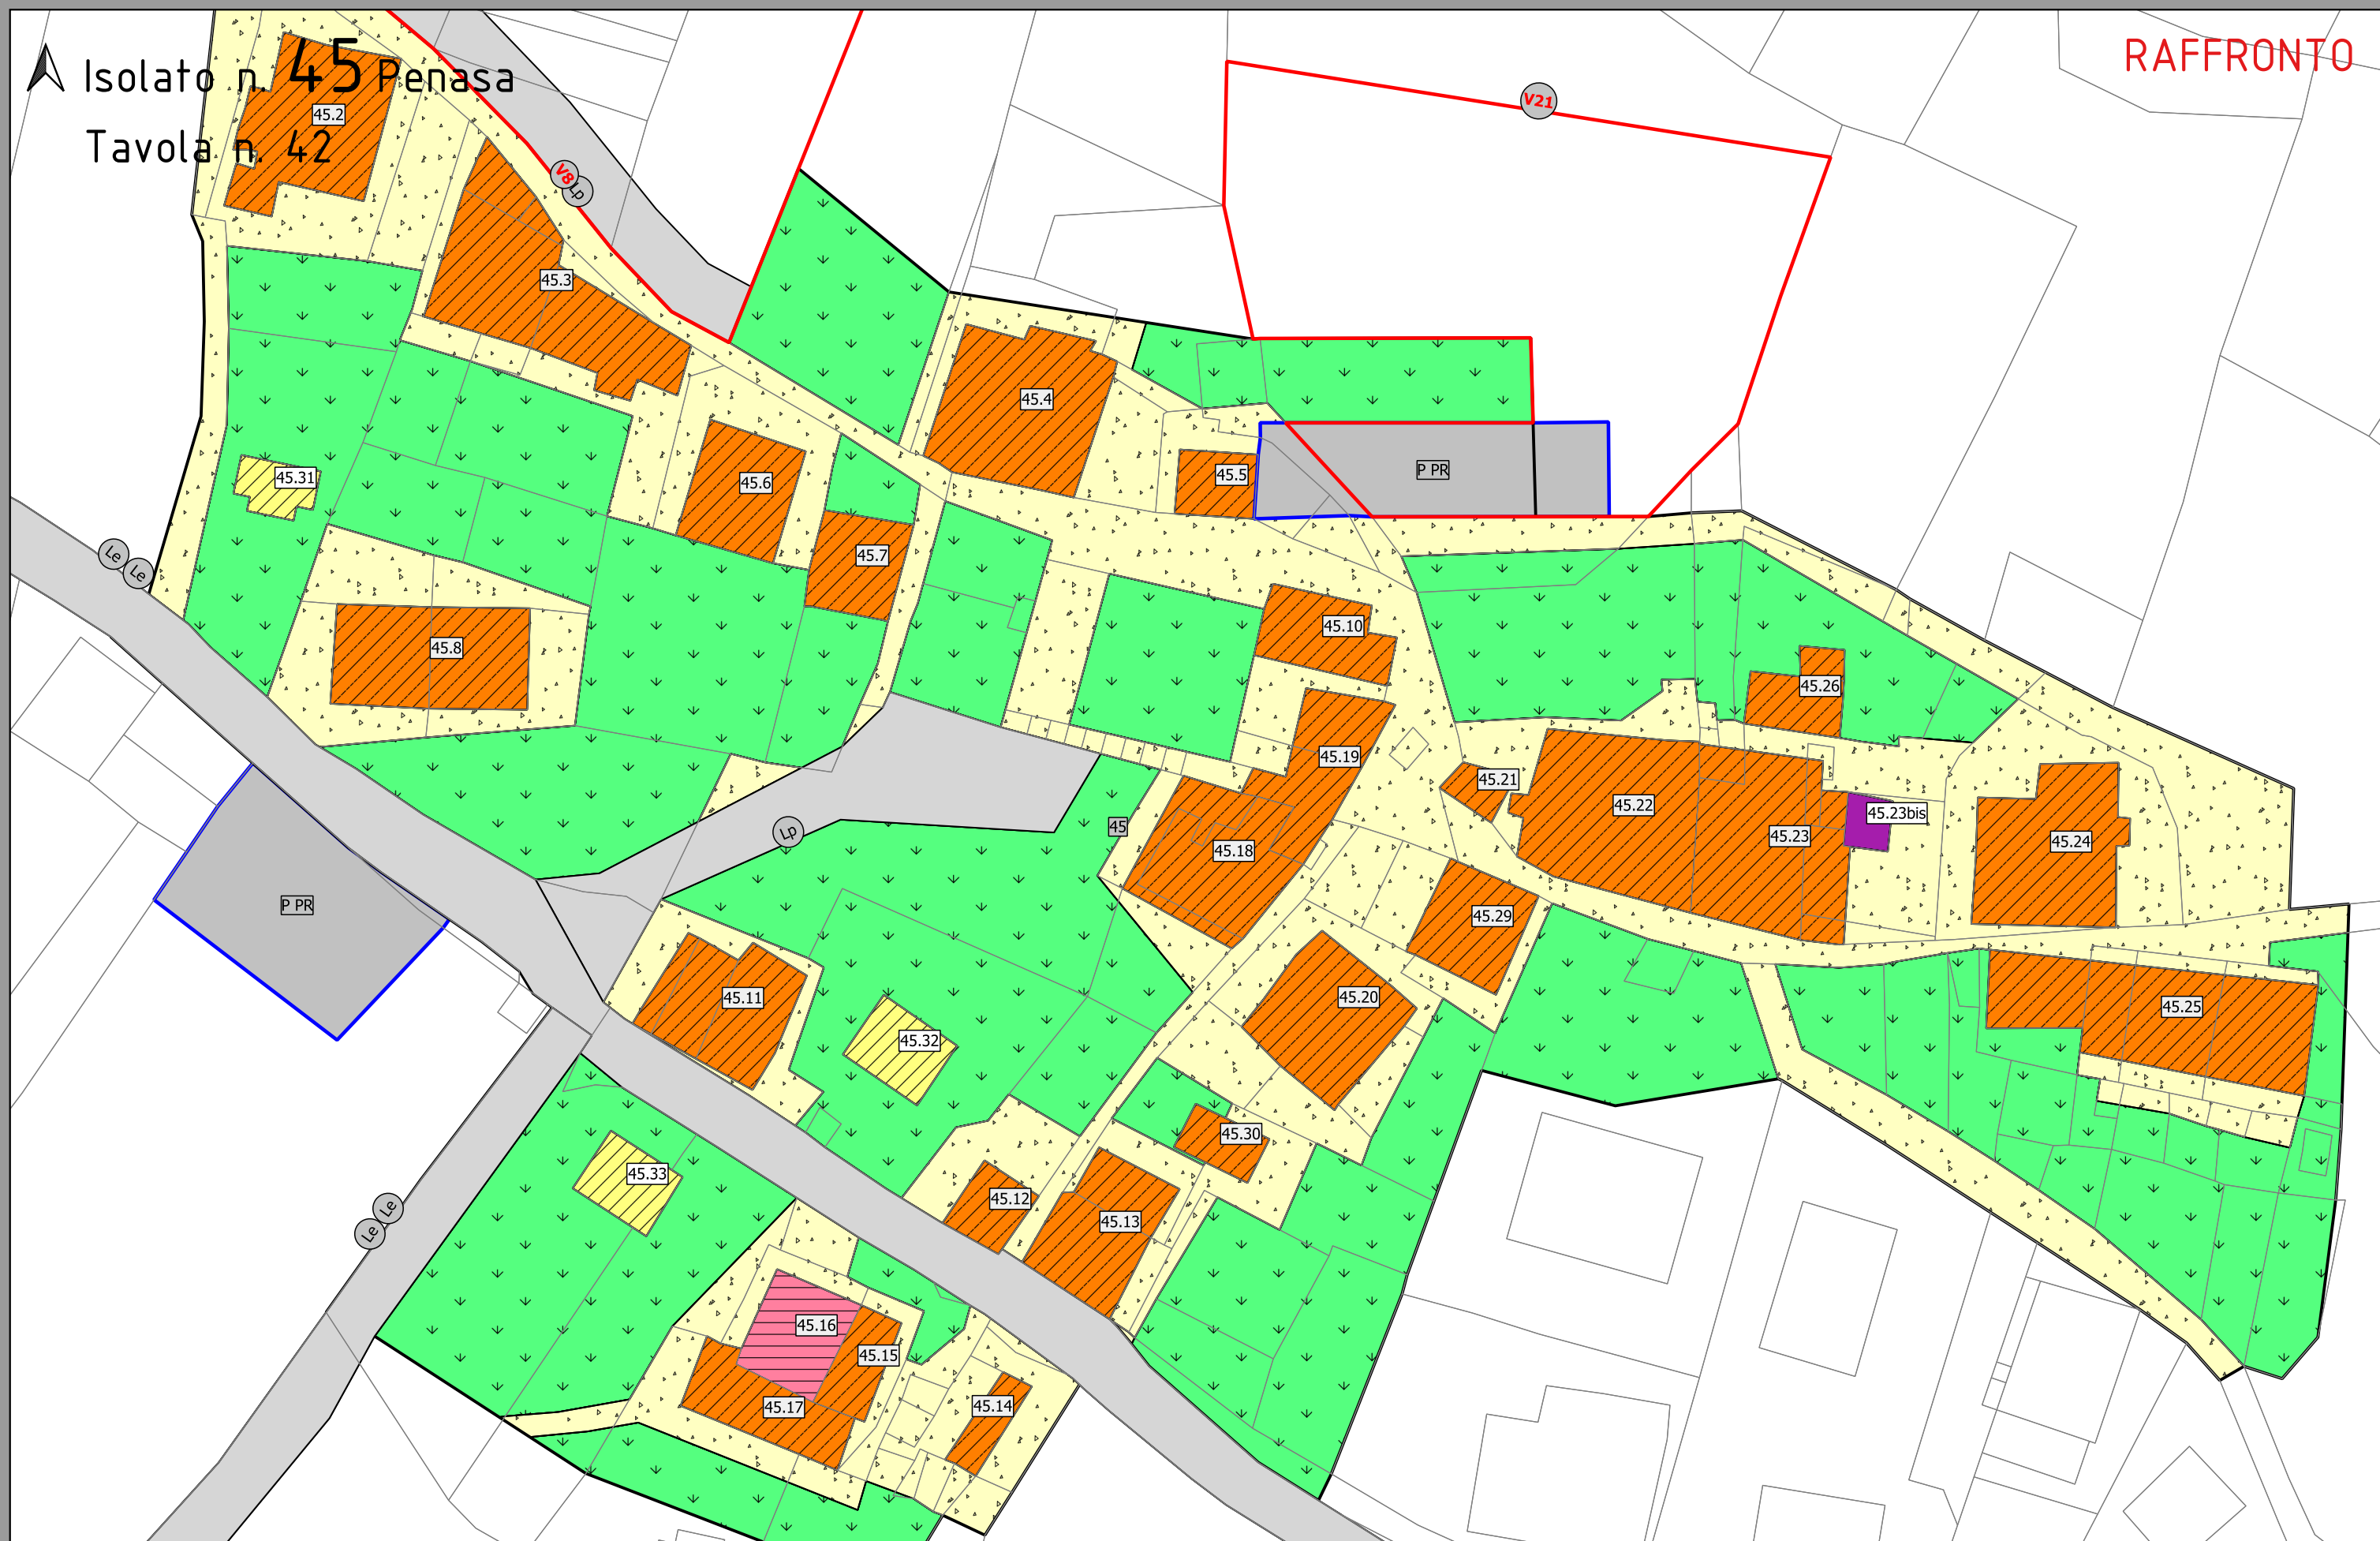 Isolato n. 45 Penasa
Tavola n. 42
RAFFRONTO
45.2
V21
V8
Lp
45.3
45.4
P PR
45.5
45.31
45.6
45.7
Le
Le
45.8
45.10
45.26
45.19
45.21
45.22
45.23bis
45.23
45.24
Lp
45
45.18
P PR
45.29
45.11
45.20
45.25
45.32
45.30
45.33
45.12
Le
Le
45.13
45.16
45.15
45.17
45.14